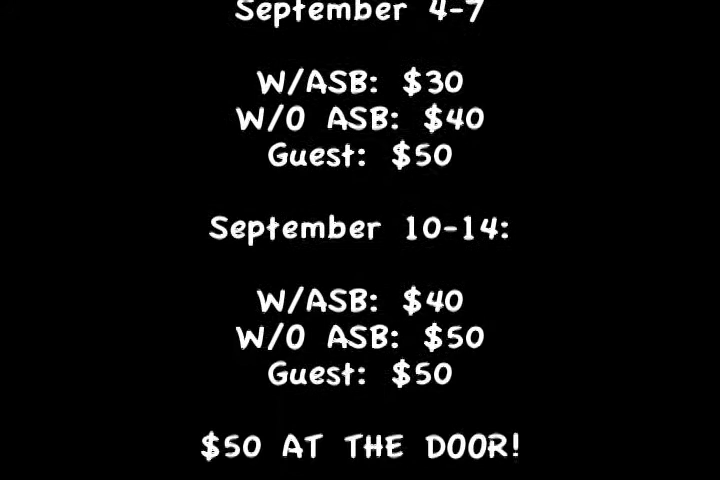 September 4-7
W/ASB: $30
W/O ASB: $40
Guest: $50
September 10-14:
W/ASB: $40
W/O ASB: $50
Guest: $50
$50 AT THE DOOR!